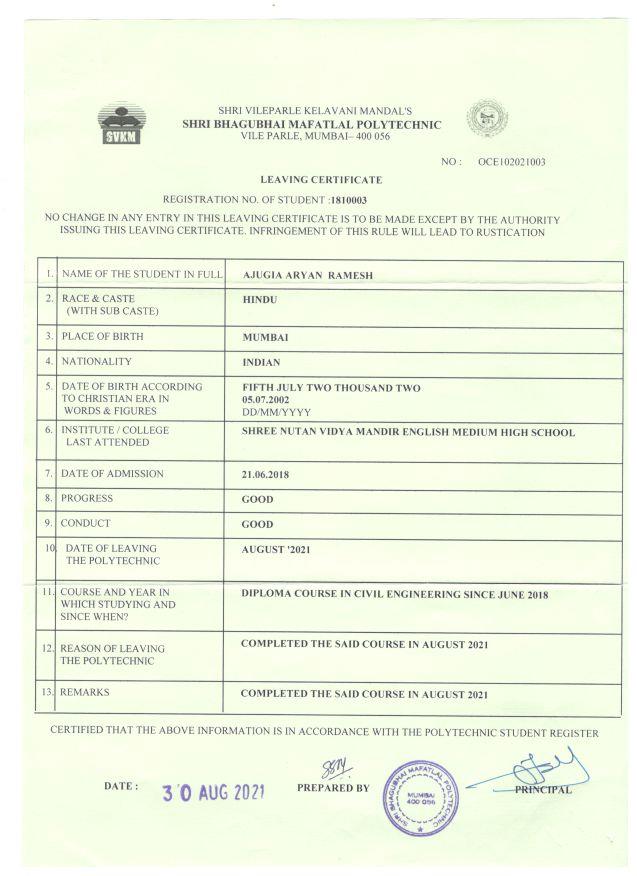 SVKM
SHRI VILEPARLE KELAVANI MANDAL'S
SHRI BHAGUBHAI MAFATLAL POLYTECHNIC
VILE PARLE, MUMBAI– 400 056
NO : OCE102021003
LEAVING CERTIFICATE
REGISTRATION NO. OF STUDENT :1810003
NO CHANGE IN ANY ENTRY IN THIS LEAVING CERTIFICATE IS TO BE MADE EXCEPT BY THE AUTHORITY
ISSUING THIS LEAVING CERTIFICATE. INFRINGEMENT OF THIS RULE WILL LEAD TO RUSTICATION
1. NAME OF THE STUDENT IN FULL AJUGIA ARYAN RAMESH
2. RACE & CASTE HINDU
(WITH SUB CASTE)
3. PLACE OF BIRTH MUMBAI
4. NATIONALITY INDIAN
5. DATE OF BIRTH ACCORDING FIFTH JULY TWO THOUSAND TWO
TO CHRISTIAN ERA IN 05.07.2002
WORDS & FIGURES DD/MM/YYYY
6. INSTITUTE / COLLEGE SHREE NUTAN VIDYA MANDIR ENGLISH MEDIUM HIGH SCHOOL
LAST ATTENDED
7. DATE OF ADMISSION 21.06.2018
8. PROGRESS GOOD
9. CONDUCT GOOD
10. DATE OF LEAVING AUGUST '2021
THE POLYTECHNIC
11. COURSE AND YEAR IN DIPLOMA COURSE IN CIVIL ENGINEERING SINCE JUNE 2018
WHICH STUDYING AND
SINCE WHEN?
12. REASON OF LEAVING COMPLETED THE SAID COURSE IN AUGUST 2021
THE POLYTECHNIC
13. REMARKS COMPLETED THE SAID COURSE IN AUGUST 2021
CERTIFIED THAT THE ABOVE INFORMATION IS IN ACCORDANCE WITH THE POLYTECHNIC STUDENT REGISTER
DATE : 30 AUG 2021 PREPARED BY PRINCIPAL
SHRI BHAGUBHAI MAFATLAL POLYTECHNIC
MUMBAI
400 056